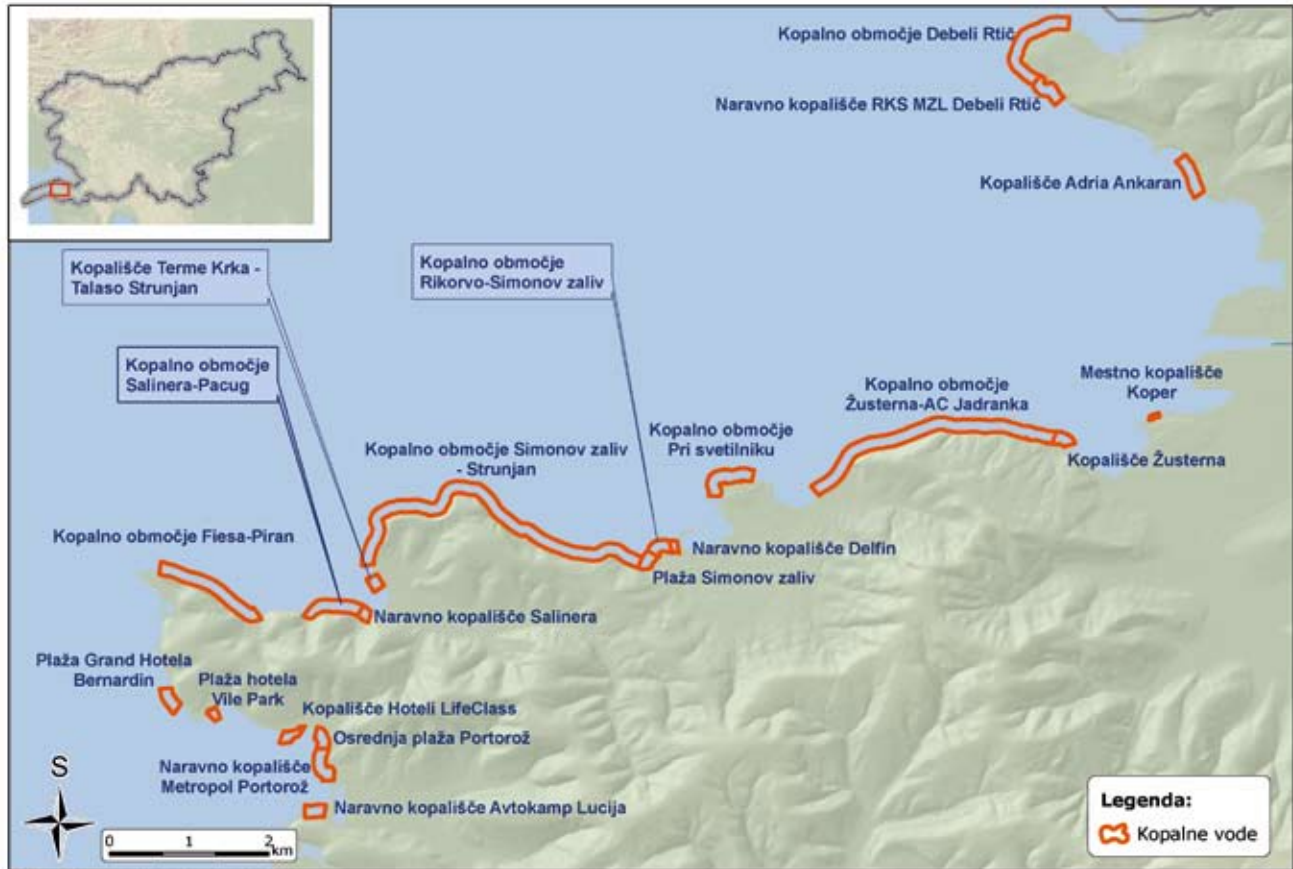 Kopalno območje Debeli Rtič
Naravno kopališče RKS MZL Debeli Rtič
Kopališče Adria Ankaran
Kopališče Terme Krka -
Talaso Strunjan
Kopalno območje
Rikorvo-Simonov zaliv
Kopalno območje
Salinera-Pacug
Mestno kopališče
Koper
Kopalno območje
Žusterna-AC Jadranka
Kopalno območje
Pri svetilniku
Kopalno območje Simonov zaliv
- Strunjan
Kopališče Žusterna
Kopalno območje Fiesa-Piran
Naravno kopališče Delfin
Plaža Simonov zaliv
Naravno kopališče Salinera
Plaža Grand Hotela
Bernardin
Plaža hotela
Vile Park
Kopališče Hoteli LifeClass
Osrednja plaža Portorož
Naravno kopališče
Metropol Portorož
Naravno kopališče Avtokamp Lucija
S
0 1 2
km
Legenda:
Kopalne vode